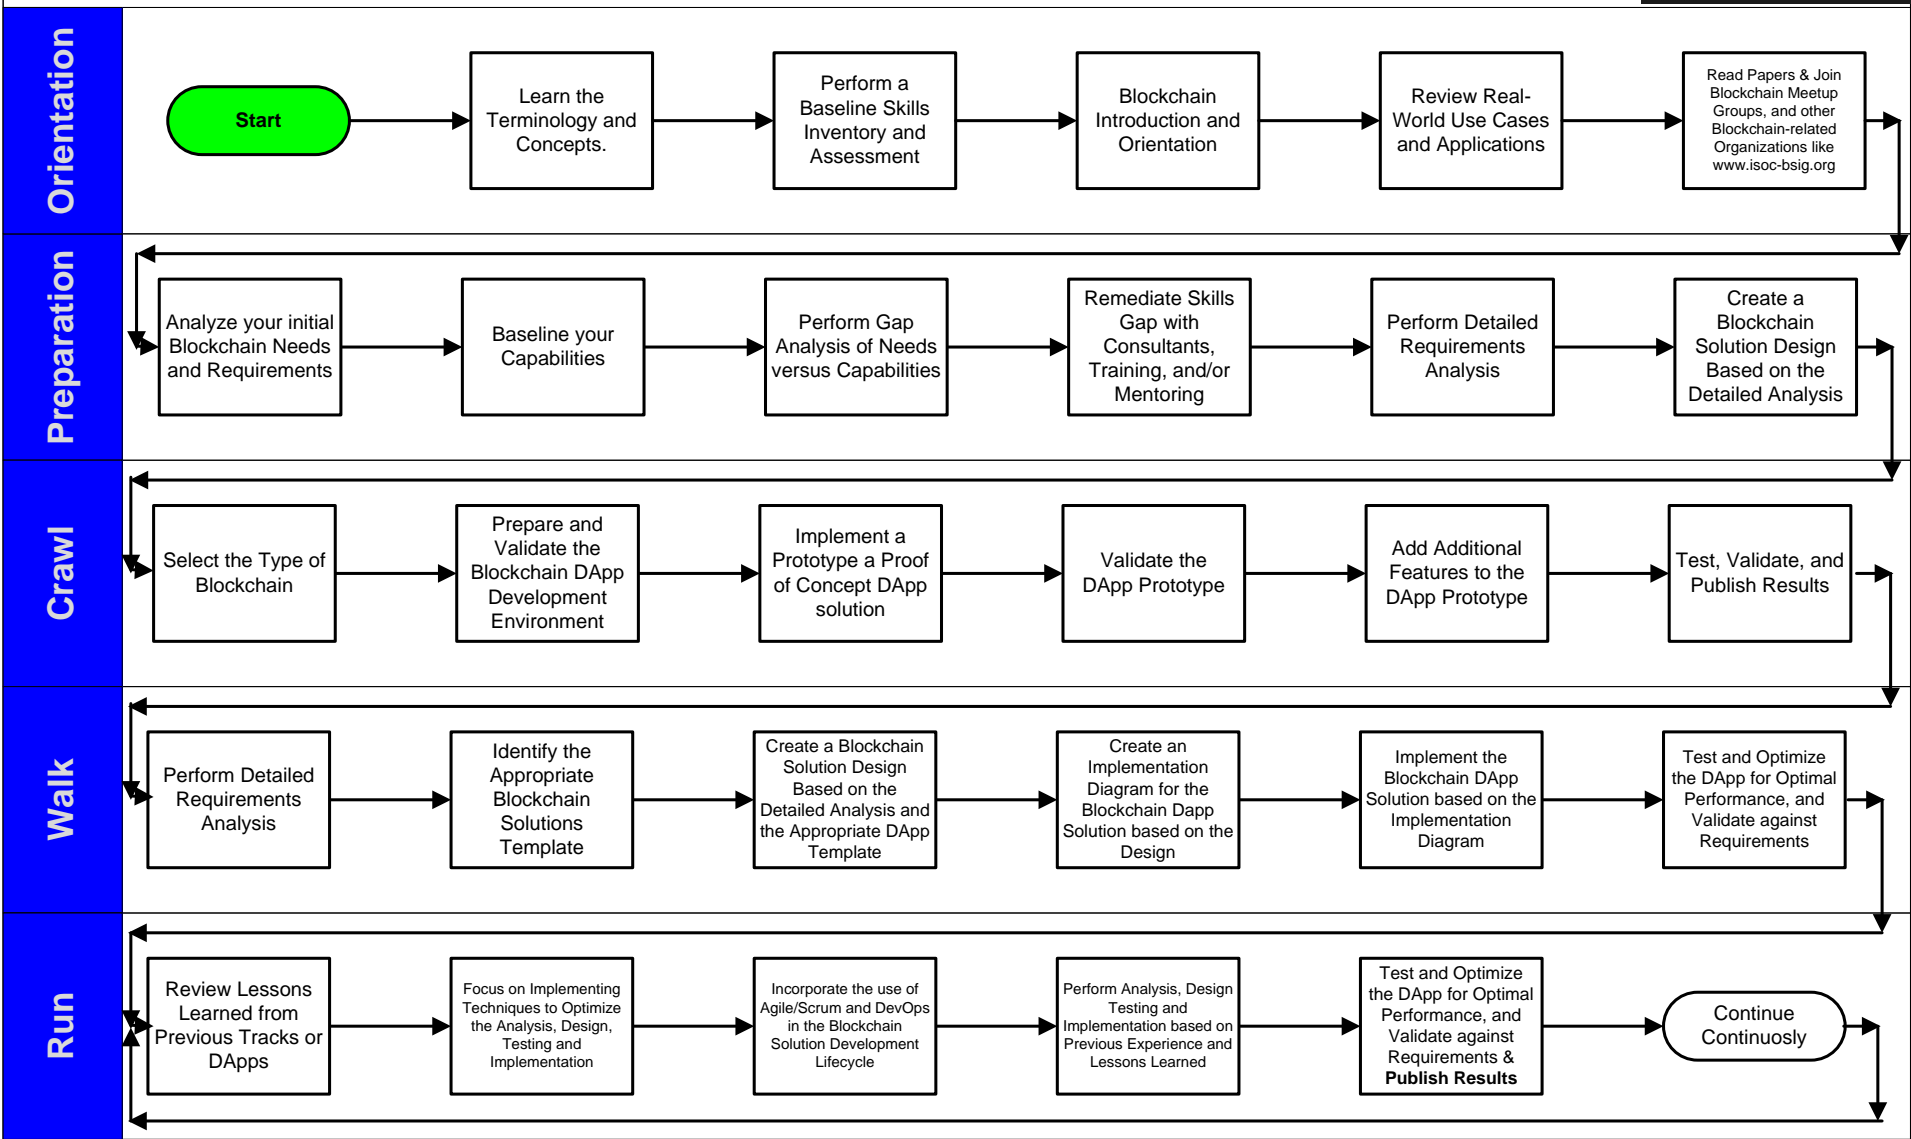 Orientation
Start
Learn the
Terminology and
Concepts.
Perform a
Baseline Skills
Inventory and
Assessment
Blockchain
Introduction and
Orientation
Review Real-
World Use Cases
and Applications
Read Papers & Join
Blockchain Meetup
Groups, and other
Blockchain-related
Organizations like
www.isoc-bsig.org
Preparation
Analyze your initial
Blockchain Needs
and Requirements
Baseline your
Capabilities
Perform Gap
Analysis of Needs
versus Capabilities
Remediate Skills
Gap with
Consultants,
Training, and/or
Mentoring
Perform Detailed
Requirements
Analysis
Create a
Blockchain
Solution Design
Based on the
Detailed Analysis
Crawl
Select the Type of
Blockchain
Prepare and
Validate the
Blockchain DApp
Development
Environment
Implement a
Prototype a Proof
of Concept DApp
solution
Validate the
DApp Prototype
Add Additional
Features to the
DApp Prototype
Test, Validate, and
Publish Results
Walk
Perform Detailed
Requirements
Analysis
Identify the
Appropriate
Blockchain
Solutions
Template
Create a Blockchain
Solution Design
Based on the
Detailed Analysis and
the Appropriate DApp
Template
Create an
Implementation
Diagram for the
Blockchain Dapp
Solution based on the
Design
Implement the
Blockchain DApp
Solution based on the
Implementation
Diagram
Test and Optimize
the DApp for Optimal
Performance, and
Validate against
Requirements
Run
Review Lessons
Learned from
Previous Tracks or
DApps
Focus on Implementing
Techniques to Optimize
the Analysis, Design,
Testing and
Implementation
Incorporate the use of
Agile/Scrum and DevOps
in the Blockchain
Solution Development
Lifecycle
Perform Analysis, Design
Testing and
Implementation based on
Previous Experience and
Lessons Learned
Test and Optimize
the DApp for Optimal
Performance, and
Validate against
Requirements &
Publish Results
Continue
Continuosly